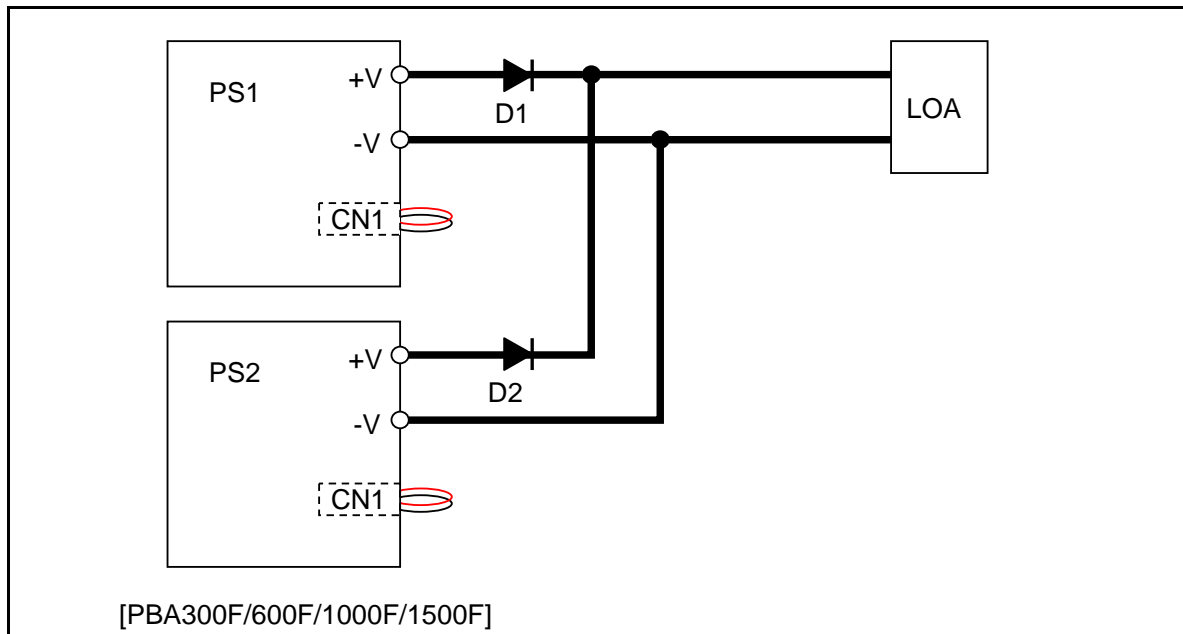 PS1
+V
D1
LOA
-V
CN1
PS2
+V
D2
-V
CN1
[PBA300F/600F/1000F/1500F]